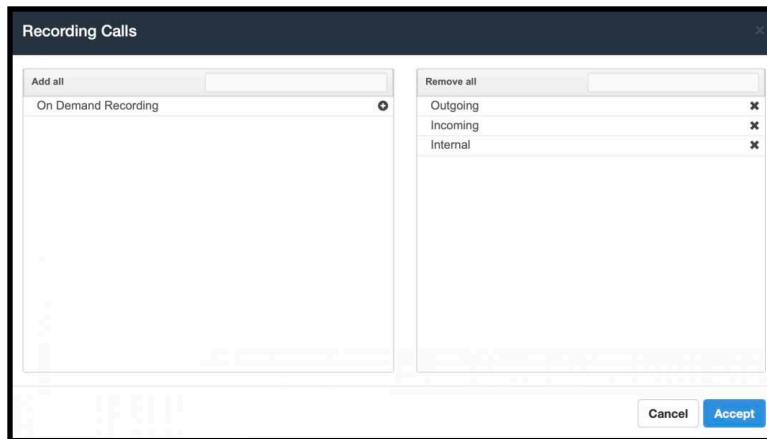 Recording Calls
Add all
On Demand Recording
Remove all
Outgoing
Incoming
Internal
Cancel Accept